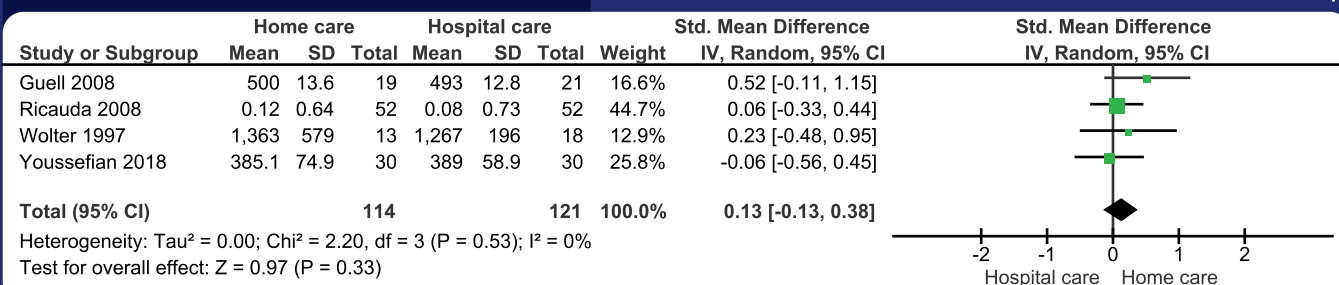 Home care Hospital care Std. Mean Difference Std. Mean Difference
Study or Subgroup Mean SD Total Mean SD Total Weight IV, Random, 95% CI IV, Random, 95% CI
Guell 2008 500 13.6 19 493 12.8 21 16.6% 0.52 [-0.11, 1.15]
Ricauda 2008 0.12 0.64 52 0.08 0.73 52 44.7% 0.06 [-0.33, 0.44]
Wolter 1997 1,363 579 13 1,267 196 18 12.9% 0.23 [-0.48, 0.95]
Youssefian 2018 385.1 74.9 30 389 58.9 30 25.8% -0.06 [-0.56, 0.45]
Total (95% CI) 114 121 100.0% 0.13 [-0.13, 0.38]
Heterogeneity: Tau² = 0.00; Chi² = 2.20, df = 3 (P = 0.53); I² = 0%
Test for overall effect: Z = 0.97 (P = 0.33)
-2 -1 0 1 2
Hospital care Home care